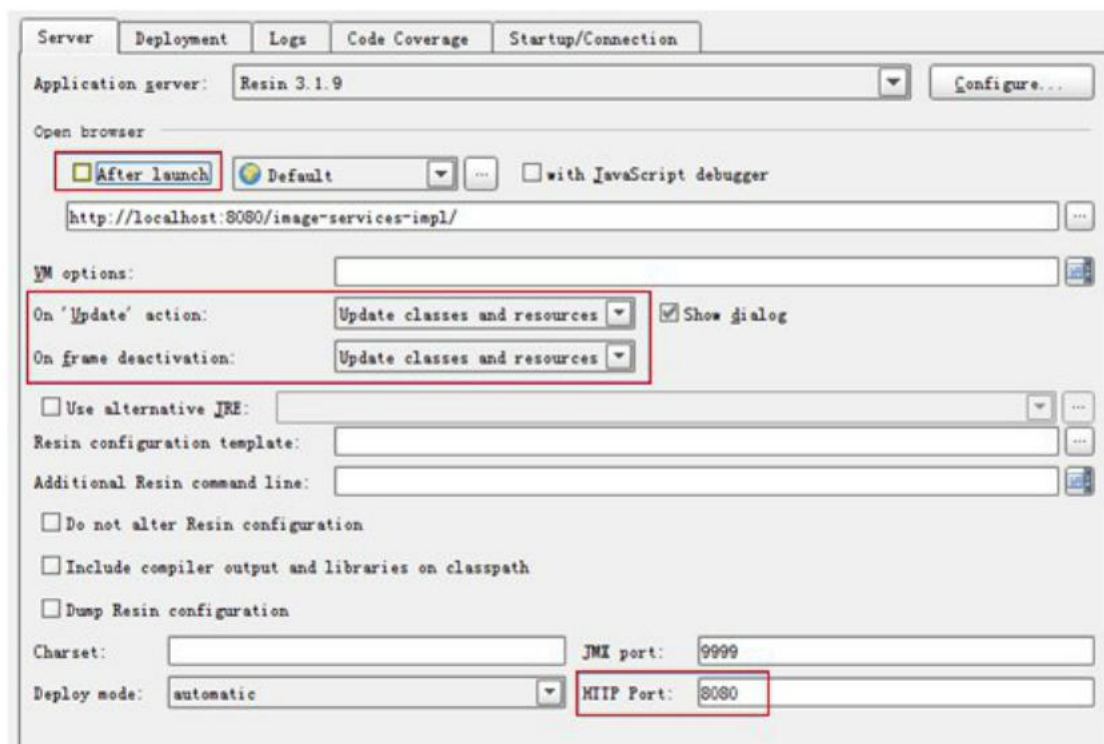 Server Deployment Logs Code Coverage Startup/Connection
Application server: Resin 3.1.9 Configure...
Open browser
After launch Default ... with JavaScript debugger
http://localhost:8080/image-services-impl/ ...
VM options:
On 'Update' action: Update classes and resources Show dialog
On frame deactivation: Update classes and resources
Use alternative JRE: ...
Resin configuration template: ...
Additional Resin command line:
Do not alter Resin configuration
Include compiler output and libraries on classpath
Dump Resin configuration
Charset: JMX port: 9999
Deploy mode: automatic HTTP Port: 8080